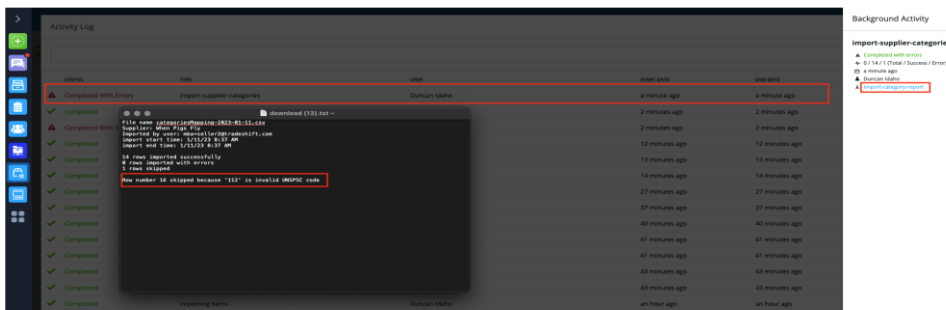 Activity Log
STATUS TYPE USER START DATE END DATE
Completed With Errors import-supplier-categories Duncan Idaho a minute ago a minute ago
Completed 2 minutes ago 2 minutes ago
Completed With 2 minutes ago 2 minutes ago
Completed 12 minutes ago 12 minutes ago
Completed 13 minutes ago 13 minutes ago
Completed 14 minutes ago 14 minutes ago
Completed 27 minutes ago 27 minutes ago
Completed 37 minutes ago 37 minutes ago
Completed 40 minutes ago 40 minutes ago
Completed 41 minutes ago 41 minutes ago
Completed 41 minutes ago 41 minutes ago
Completed 43 minutes ago 43 minutes ago
Completed 43 minutes ago 43 minutes ago
Completed Importing Items Duncan Idaho an hour ago an hour ago
download (13).txt
File name categoriesMapping-2023-01-11.csv
Supplier: When Pigs Fly
Imported by user: mba+seller2@tradeshift.com
import start time: 1/11/23 8:37 AM
import end time: 1/11/23 8:37 AM
14 rows imported successfully
0 rows imported with errors
1 rows skipped
Row number 16 skipped because '112' is invalid UNSPSC code
Background Activity
import-supplier-categorie
Completed with errors
0 / 14 / 1 (Total / Success / Error)
a minute ago
Duncan Idaho
import-category-report